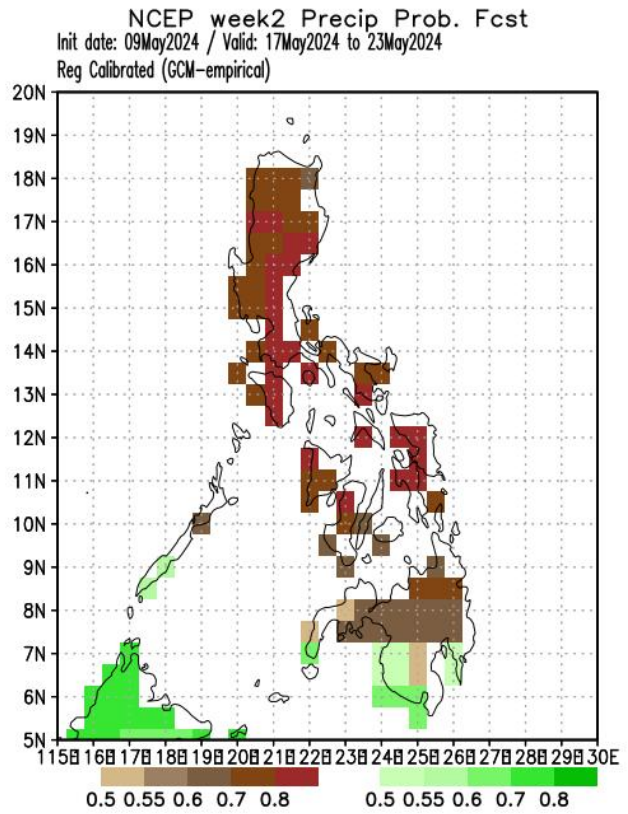 NCEP week2 Precip Prob. Fcst
Init date: 09May2024 / Valid: 17May2024 to 23May2024
Reg Calibrated (GCM-empirical)
20N
19N
18N
17N
16N
15N
14N
13N
12N
11N
10N
9N
8N
7N
6N
5N
115E 116E 117E 118E 119E 120E 121E 122E 123E 124E 125E 126E 127E 128E 129E 130E
0.5 0.55 0.6 0.7 0.8 0.5 0.55 0.6 0.7 0.8